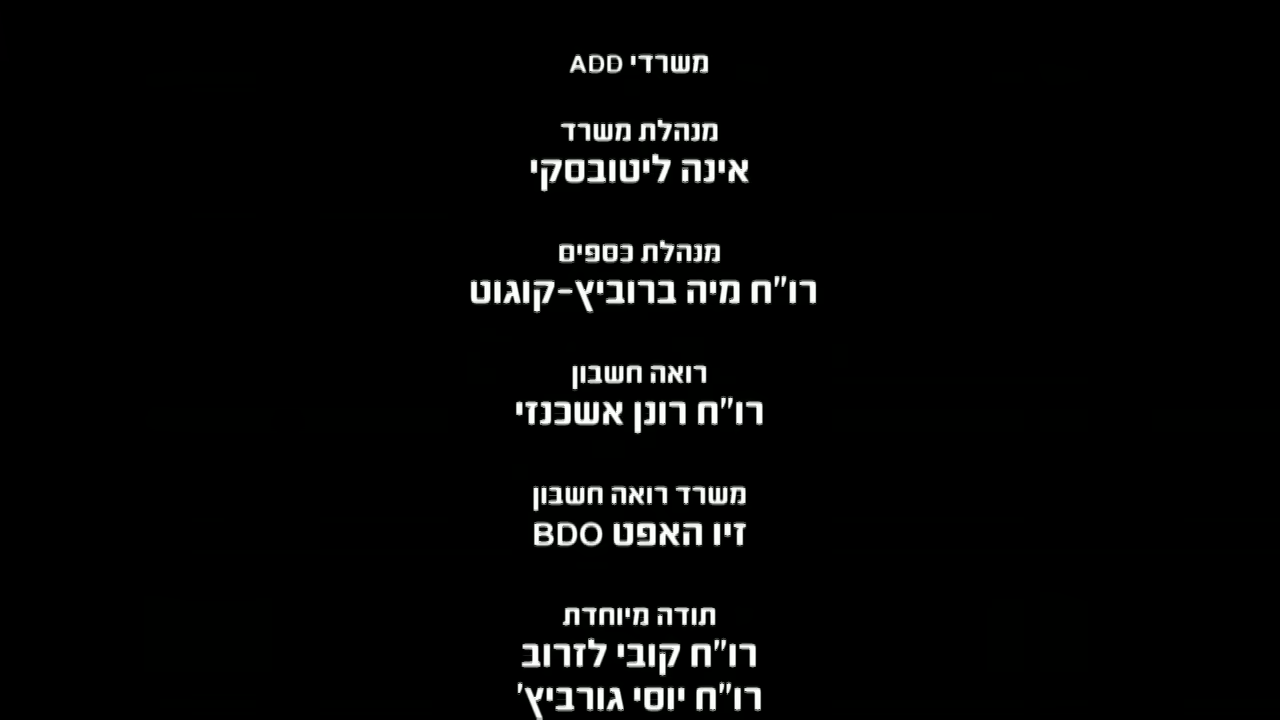 משרדי ADD
מנהלת משרד
אינה ליטובסקי
מנהלת כספים
רו"ח מיה ברוביץ-קוגוט
רואה חשבון
רו"ח רונן אשכנזי
משרד רואה חשבון
זיו האפט BDO
תודה מיוחדת
רו"ח קובי לזרוב
רו"ח יוסי גורביץ'